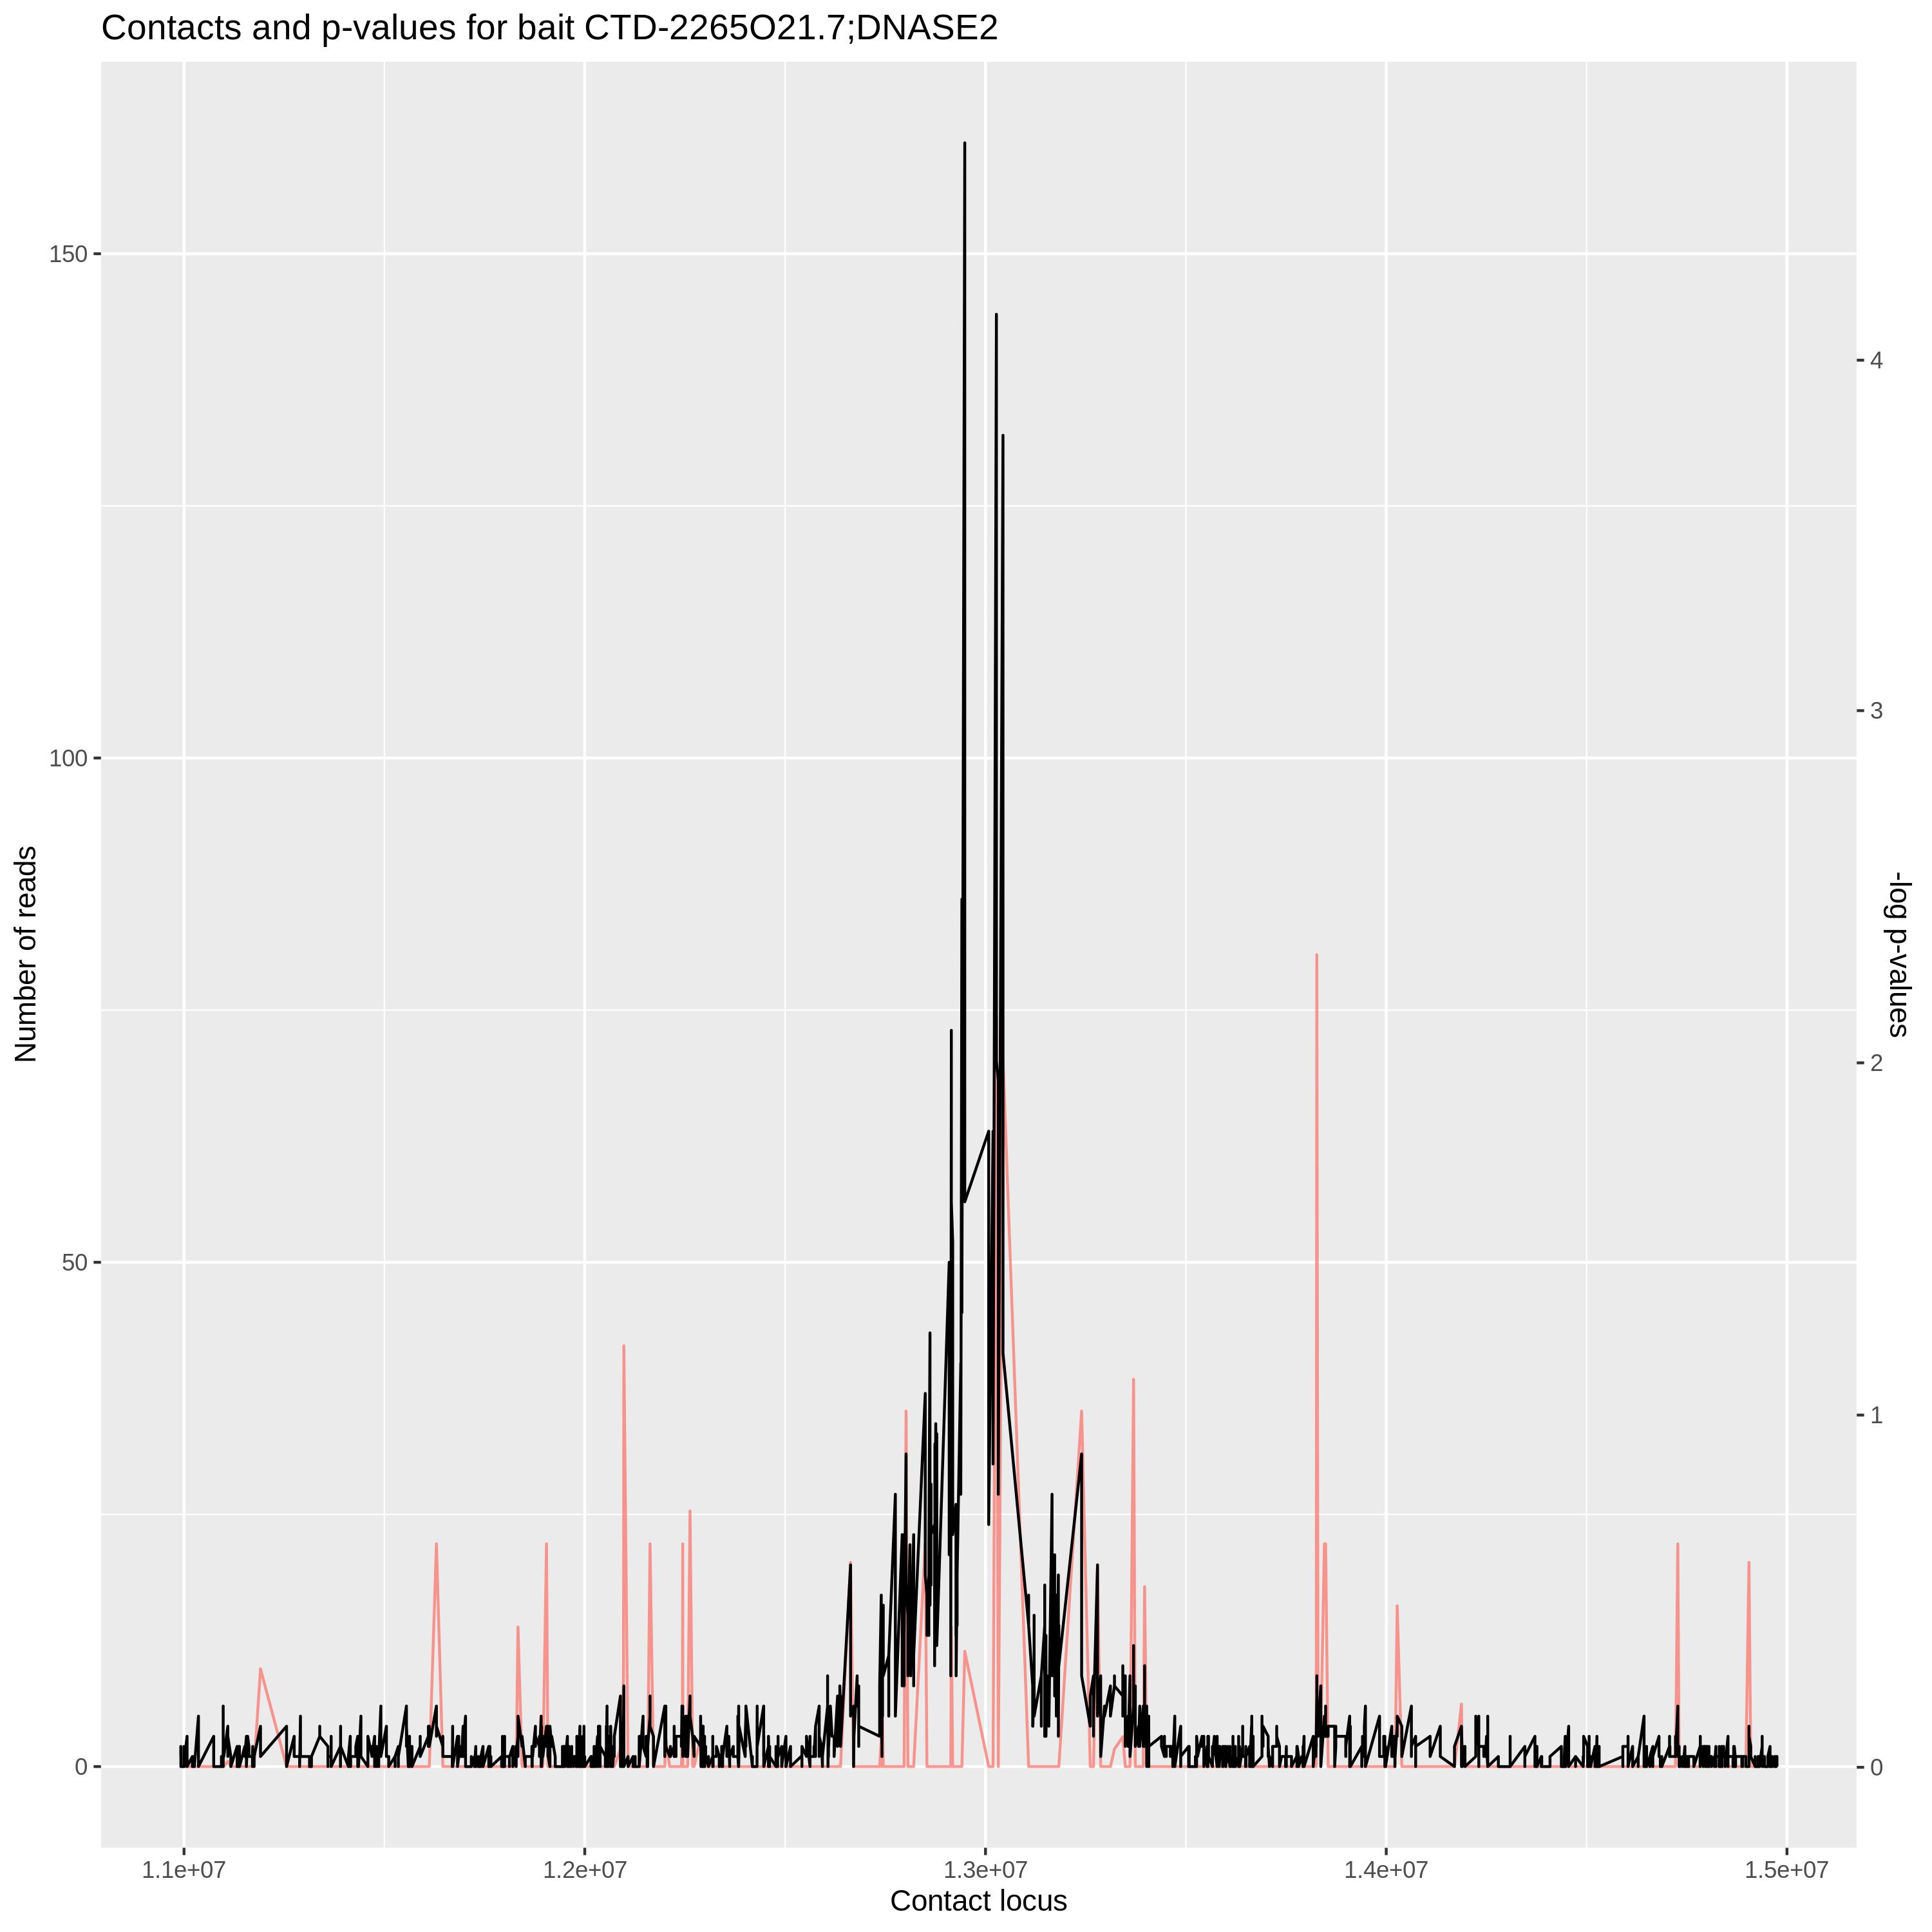 Contacts and p-values for bait CTD-2265O21.7;DNASE2
150
100
50
0
Number of reads
4
3
2
1
0
-log p-values
1.1e+07
1.2e+07
1.3e+07
1.4e+07
1.5e+07
Contact locus